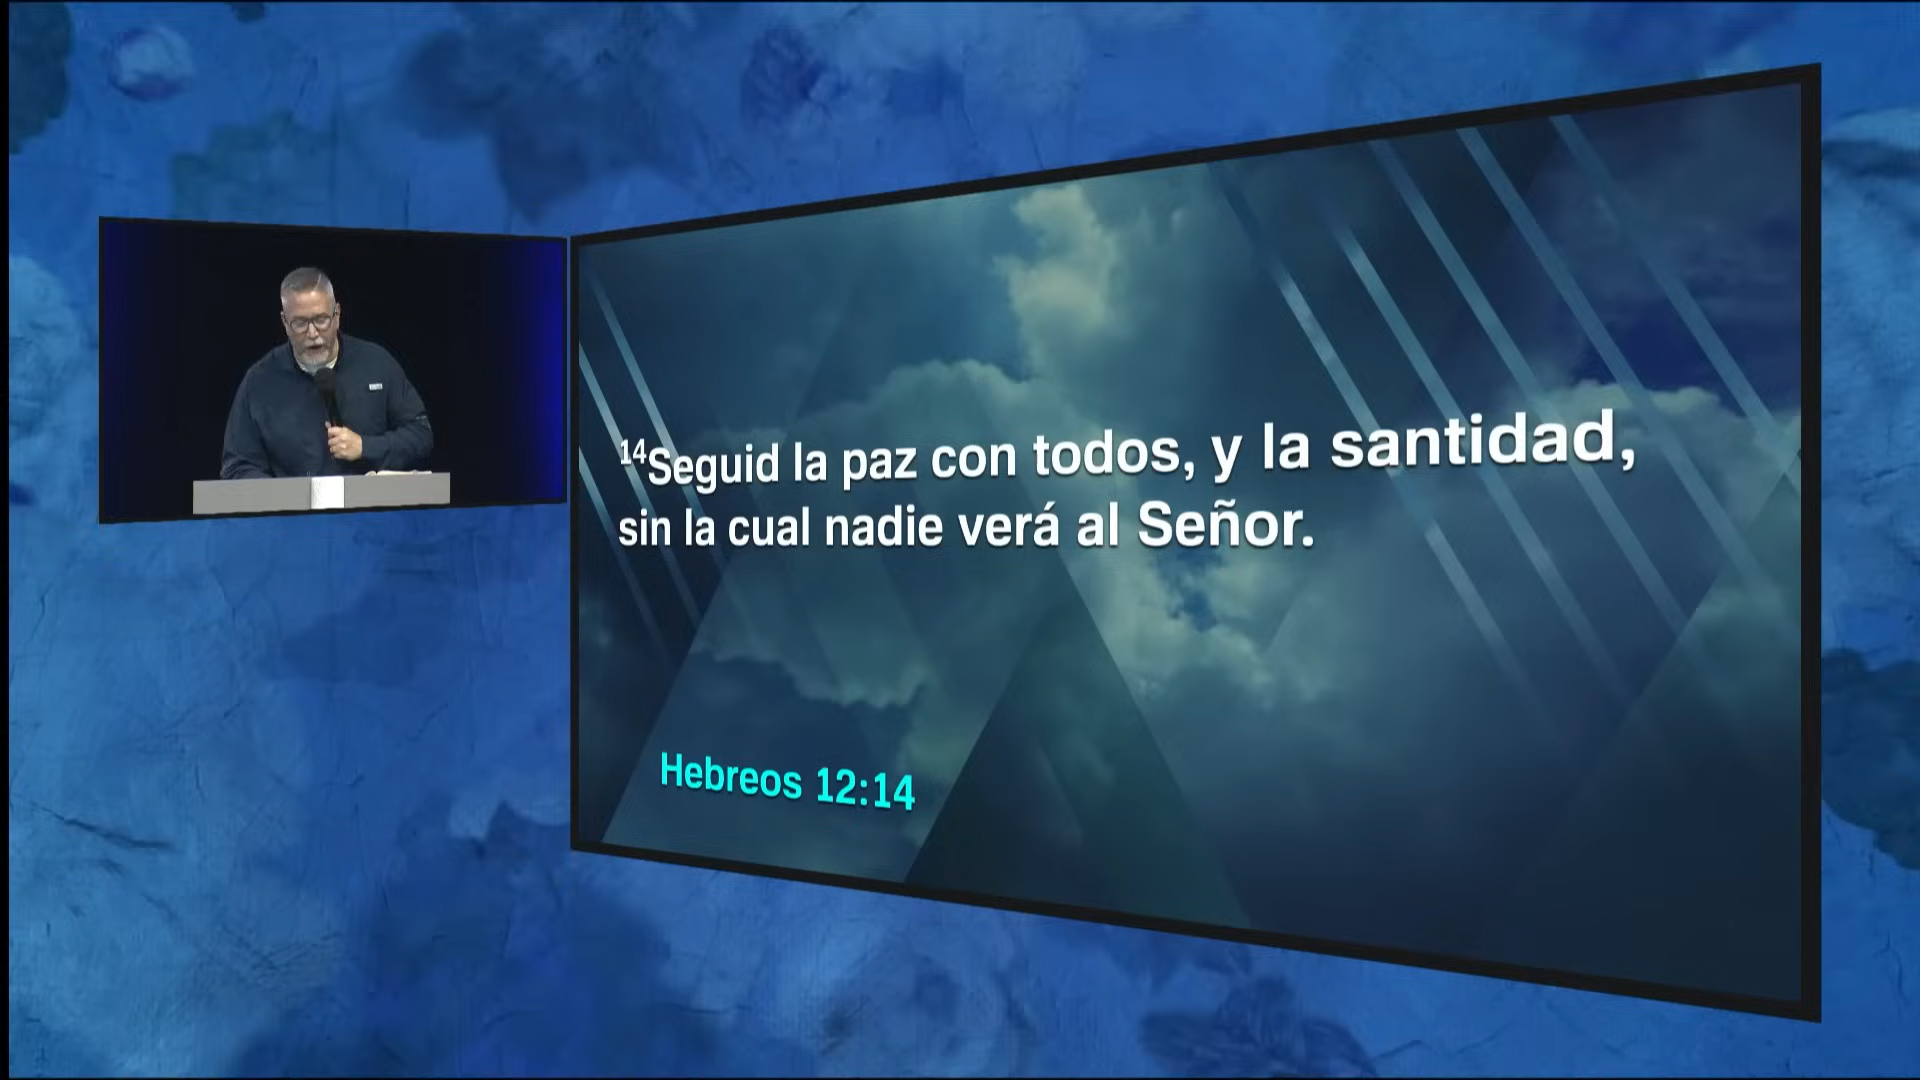 ¹⁴Seguid la paz con todos, y la santidad,
sin la cual nadie verá al Señor.
Hebreos 12:14